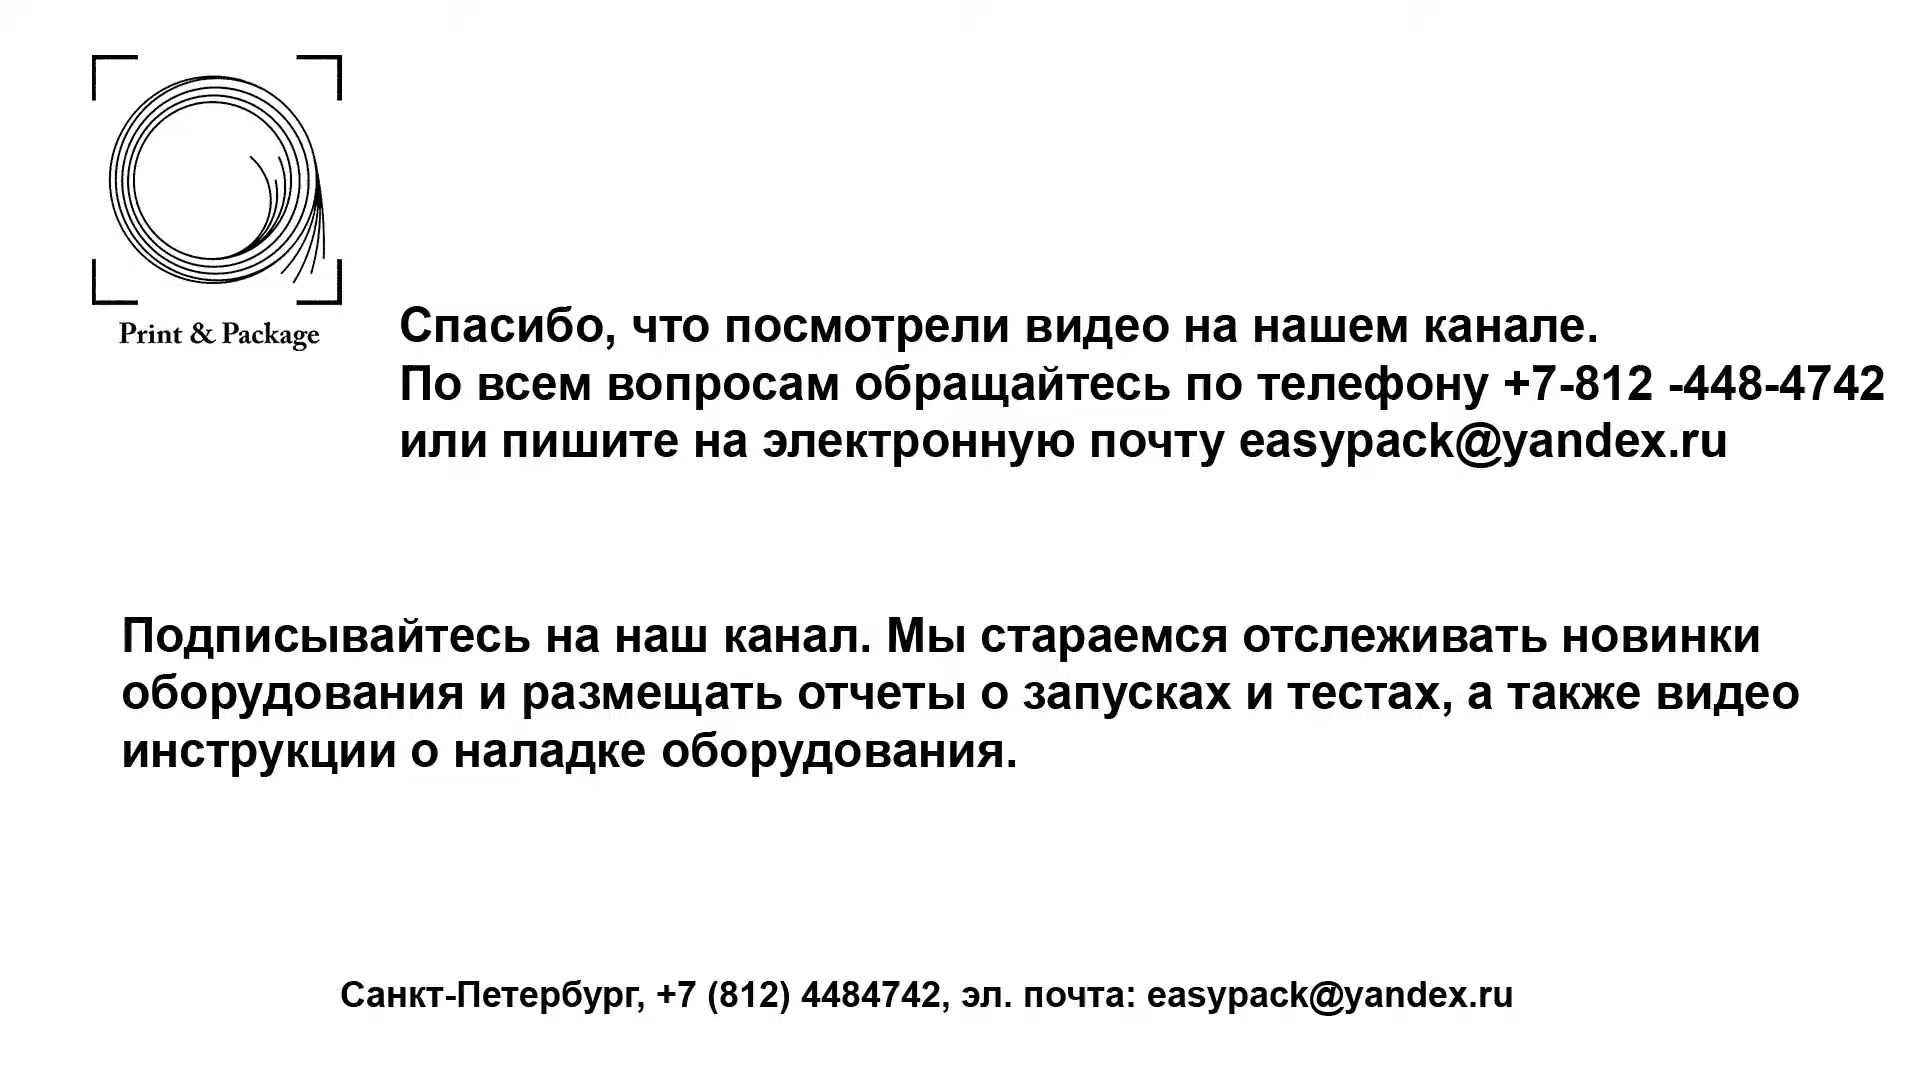 Print & Package
Спасибо, что посмотрели видео на нашем канале.
По всем вопросам обращайтесь по телефону +7-812 -448-4742
или пишите на электронную почту easypack@yandex.ru
Подписывайтесь на наш канал. Мы стараемся отслеживать новинки
оборудования и размещать отчеты о запусках и тестах, а также видео
инструкции о наладке оборудования.
Санкт-Петербург, +7 (812) 4484742, эл. почта: easypack@yandex.ru